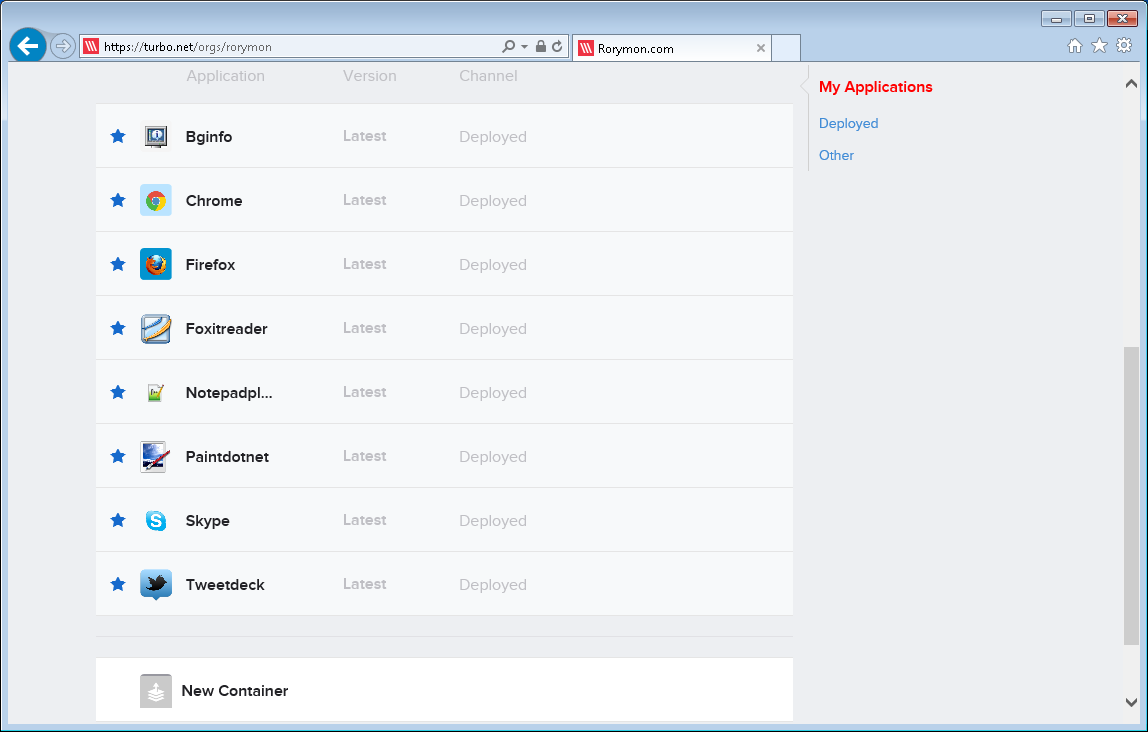 https://turbo.net/orgs/rorymon
Rorymon.com
Application Version Channel
Bginfo Latest Deployed
Chrome Latest Deployed
Firefox Latest Deployed
Foxitreader Latest Deployed
Notepadpl... Latest Deployed
Paintdotnet Latest Deployed
Skype Latest Deployed
Tweetdeck Latest Deployed
New Container
My Applications
Deployed
Other